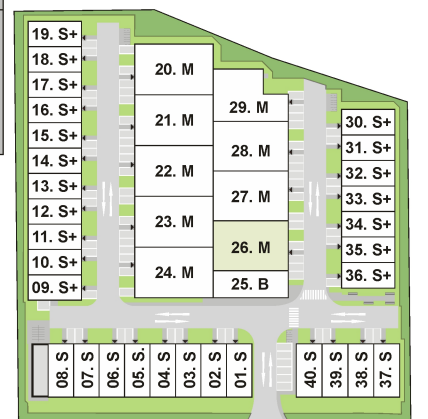 19. S+
18. S+
17. S+
16. S+
15. S+
14. S+
13. S+
12. S+
11. S+
10. S+
09. S+
20. M
21. M
22. M
23. M
24. M
29. M
28. M
27. M
26. M
25. B
30. S+
31. S+
32. S+
33. S+
34. S+
35. S+
36. S+
08. S
07. S
06. S
05. S
04. S
03. S
02. S
01. S
40. S
39. S
38. S
37. S